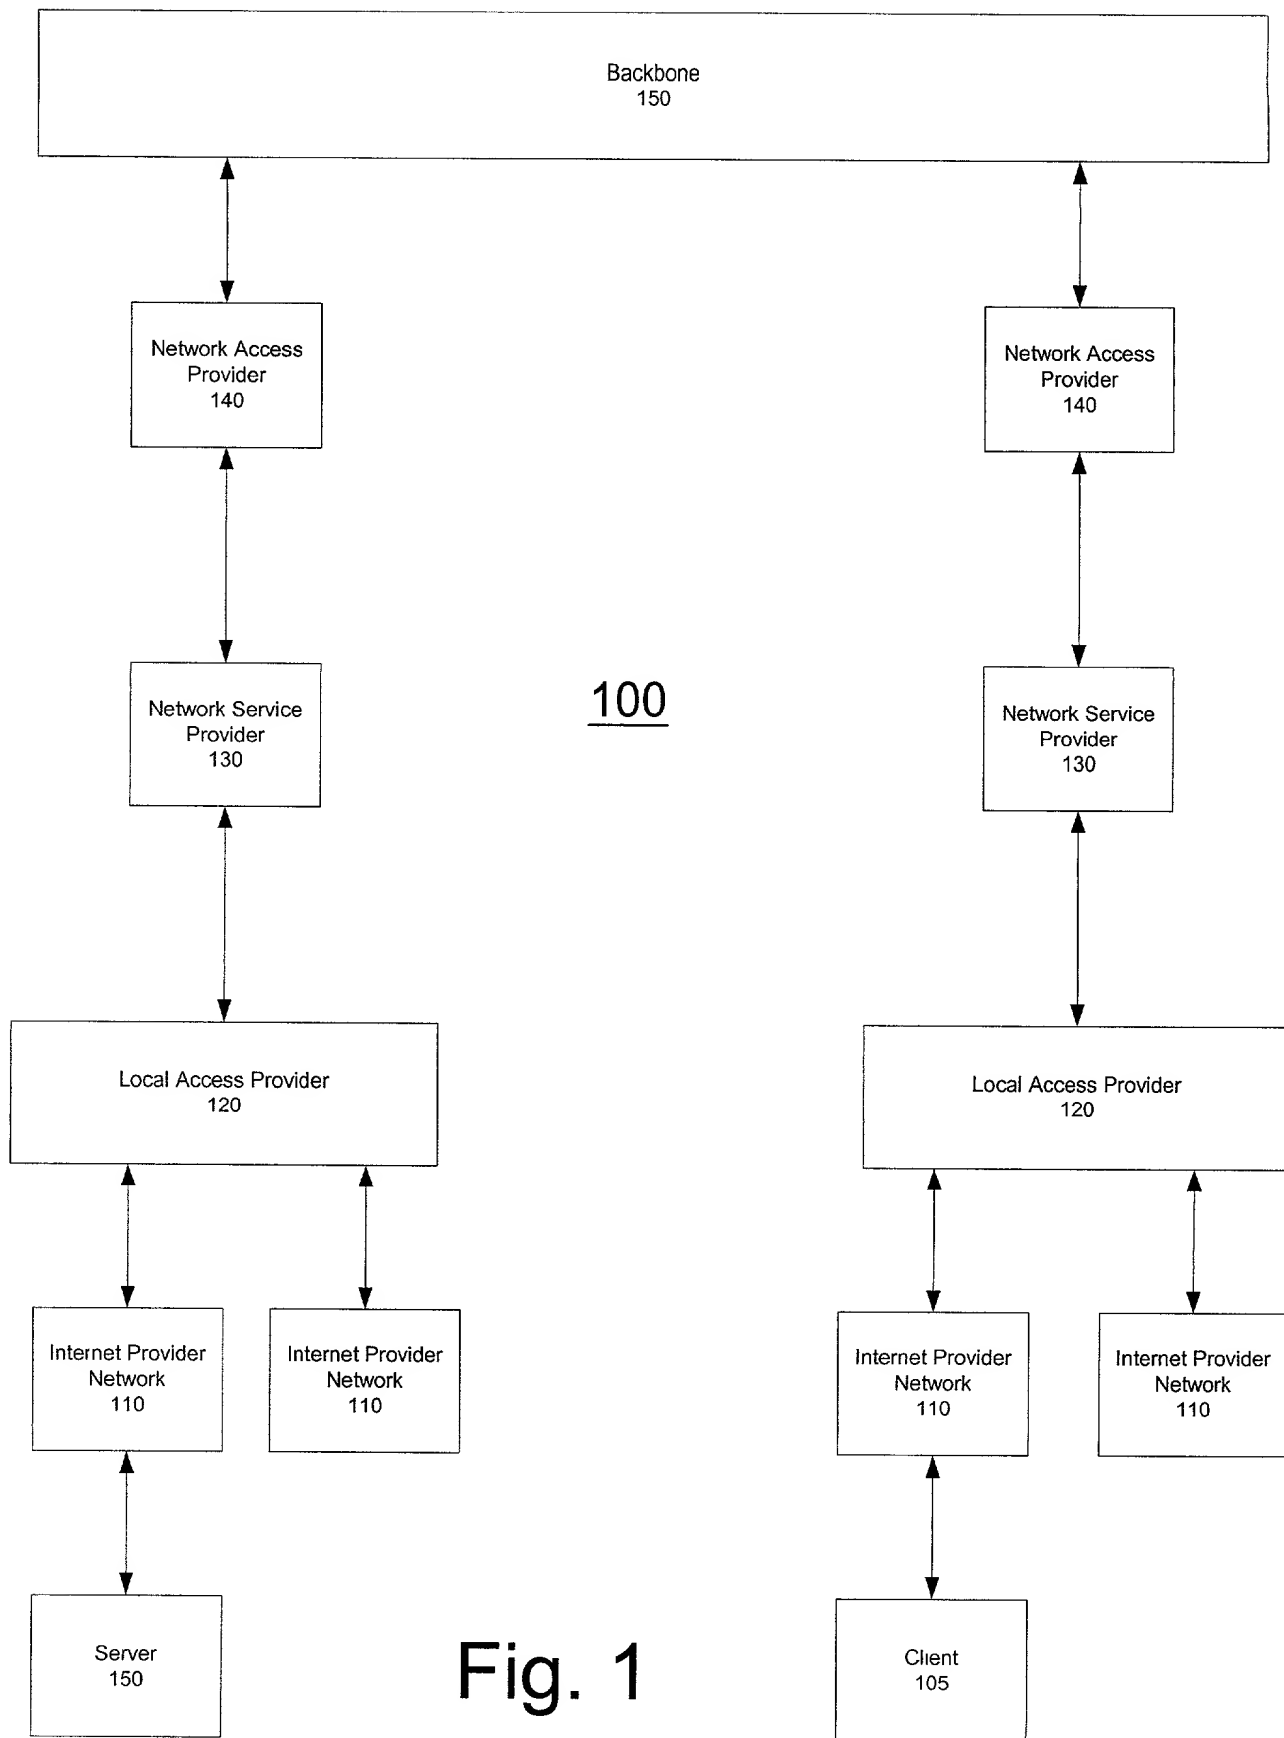 Backbone
150
Network Access
Provider
140
Network Access
Provider
140
Network Service
Provider
130
100
Network Service
Provider
130
Local Access Provider
120
Local Access Provider
120
Internet Provider
Network
110
Internet Provider
Network
110
Internet Provider
Network
110
Internet Provider
Network
110
Server
150
Fig. 1
Client
105